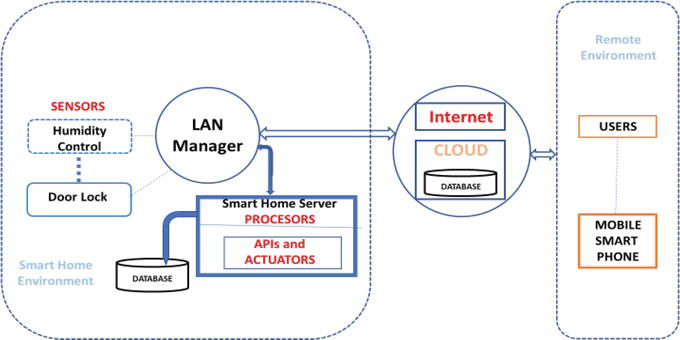 SENSORS
Humidity
Control
Door Lock
LAN
Manager
Smart Home Server
PROCESORS
APIs and
ACTUATORS
Smart Home
Environment
DATABASE
Internet
CLOUD
DATABASE
Remote
Environment
USERS
MOBILE
SMART
PHONE